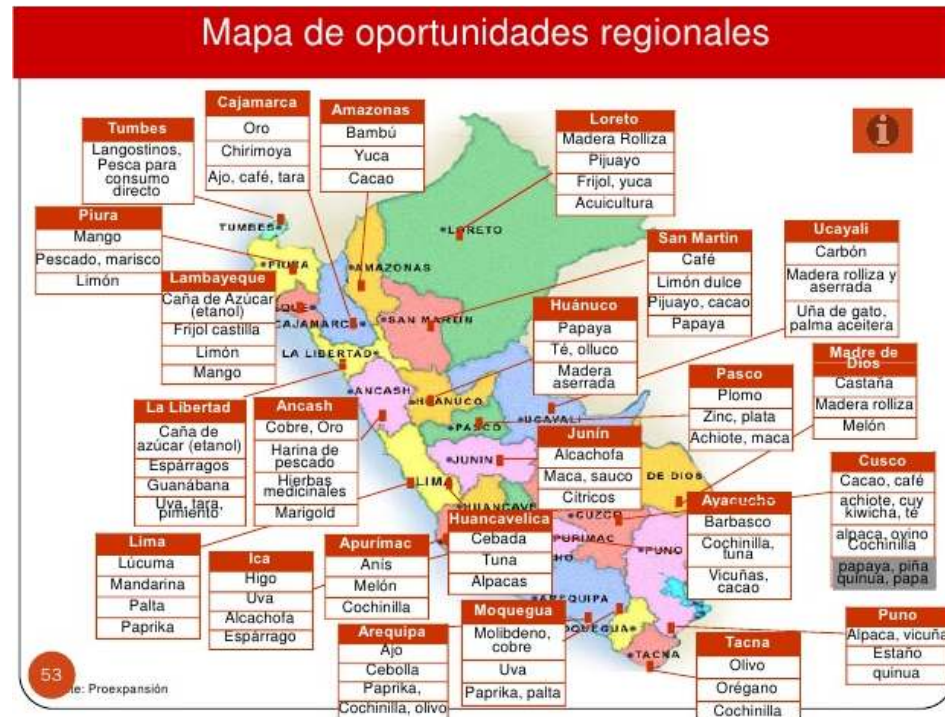 Mapa de oportunidades regionales
Cajamarca
Oro
Chirimoya
Ajo, café, tara
Amazonas
Bambú
Yuca
Cacao
Loreto
Madera Rolliza
Pijuayo
Frijol, yuca
Acuicultura
i
Tumbes
Langostinos,
Pesca para
consumo
directo
Piura
Mango
Pescado, marisco
Limón
Lambayeque
Caña de Azúcar
(etanol)
Frijol castilla
Limón
Mango
San Martin
Café
Limón dulce
Pijuayo, cacao
Papaya
Ucayali
Carbón
Madera rolliza y
aserrada
Uña de gato,
palma aceitera
Huánuco
Papaya
Té, olluco
Madera
aserrada
Madre de
Dios
Castaña
Madera rolliza
Melón
Pasco
Plomo
Zinc, plata
Achiote, maca
La Libertad
Caña de
azúcar (etanol)
Espárragos
Guanábana
Uva, tara,
pimiento
Ancash
Cobre, Oro
Harina de
pescado
Hierbas
medicinales
Marigold
Junín
Alcachofa
Maca, sauco
Cítricos
Cusco
Cacao, café
achiote, cuy
kiwicha, té
alpaca, ovino
Cochinilla
papaya, piña
quinua, papa
Ayacucho
Barbasco
Cochinilla,
tuna
Vicuñas,
cacao
Huancavelica
Cebada
Tuna
Alpacas
Lima
Lúcuma
Mandarina
Palta
Paprika
Ica
Higo
Uva
Alcachofa
Espárrago
Apurímac
Anís
Melón
Cochinilla
Arequipa
Ajo
Cebolla
Paprika,
Cochinilla, olivo
Moquegua
Molibdeno,
cobre
Uva
Paprika, palta
Puno
Alpaca, vicuña
Estaño
quinua
Tacna
Olivo
Orégano
Cochinilla
TUMBES
PIURA
LORETO
AMAZONAS
QUE
CAJAMARCA
SAN MARTIN
LA LIBERTAD
ANCASH
HUANUCO
PASCO
UCAYALI
JUNIN
LIMA
DE DIOS
HUANCAVE
CUZCO
PURIMAC
CHO
PUNO
AREQUIPA
OQUEGUA
TACNA
53
te: Proexpansión